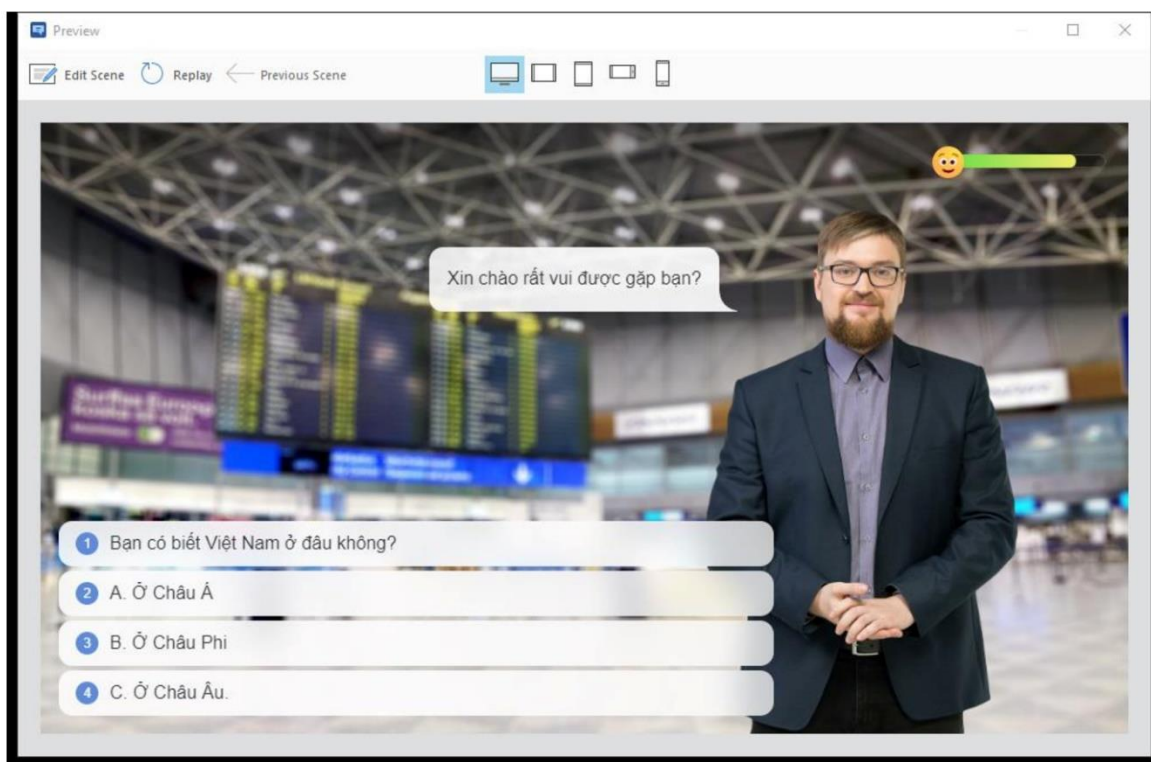 Preview
Edit Scene
Replay
Previous Scene
Xin chào rất vui được gặp bạn?
1 Bạn có biết Việt Nam ở đâu không?
2 A. Ở Châu Á
3 B. Ở Châu Phi
4 C. Ở Châu Âu.